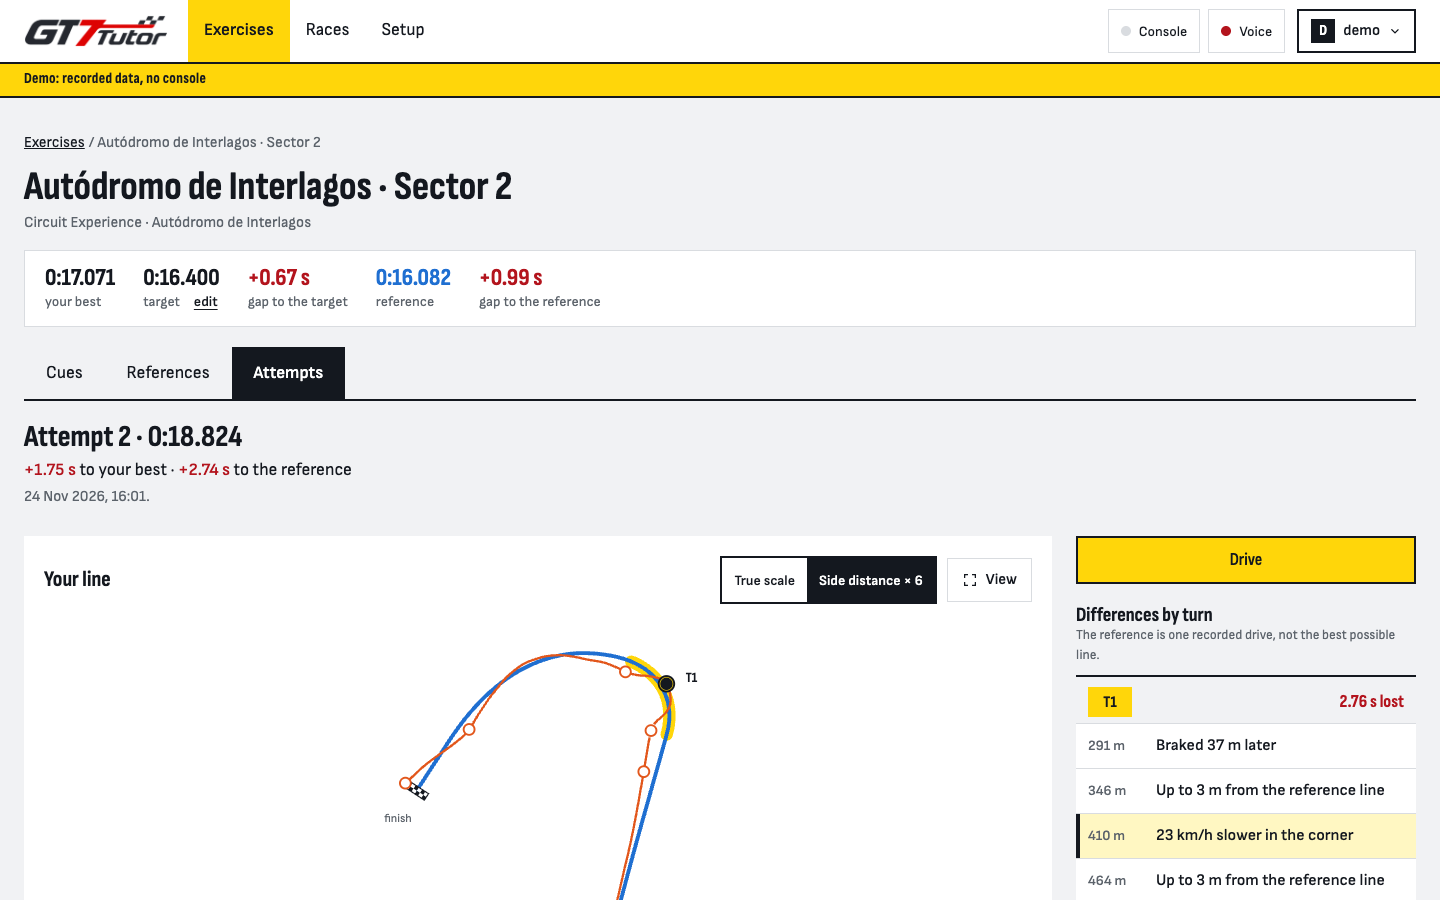 GT7Tutor
Exercises
Races
Setup
Console
Voice
D
demo
Demo: recorded data, no console
Exercises / Autódromo de Interlagos · Sector 2
Autódromo de Interlagos · Sector 2
Circuit Experience · Autódromo de Interlagos
0:17.071
your best
0:16.400
target edit
+0.67 s
gap to the target
0:16.082
reference
+0.99 s
gap to the reference
Cues
References
Attempts
Attempt 2 · 0:18.824
+1.75 s to your best · +2.74 s to the reference
24 Nov 2026, 16:01.
Your line
True scale
Side distance × 6
View
T1
finish
Drive
Differences by turn
The reference is one recorded drive, not the best possible
line.
T1 2.76 s lost
291 m Braked 37 m later
346 m Up to 3 m from the reference line
410 m 23 km/h slower in the corner
464 m Up to 3 m from the reference line